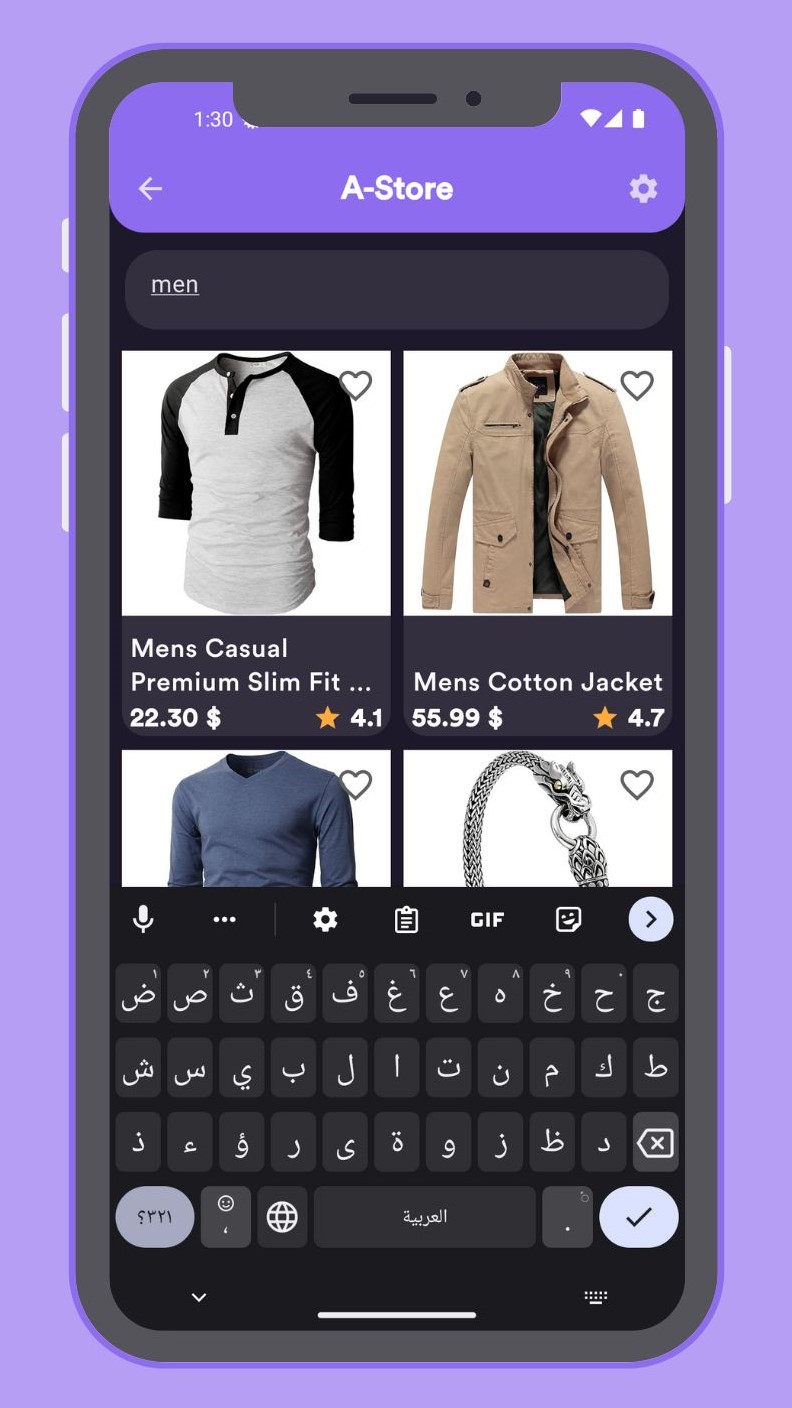 1:30
A-Store
men
Mens Casual
Premium Slim Fit ...
22.30 $
4.1
Mens Cotton Jacket
55.99 $
4.7
GIF
ض ١ ص ٢ ث ٣ ق ٤ ف ٥ غ ٦ ع ٧ ه ٨ خ ٩ ح ٠ ج
ش س ي ب ل ا ت ن م ك ط
ذ ء ؤ ر ى ة و ز ظ د
؟٣٢١ ، العربية .